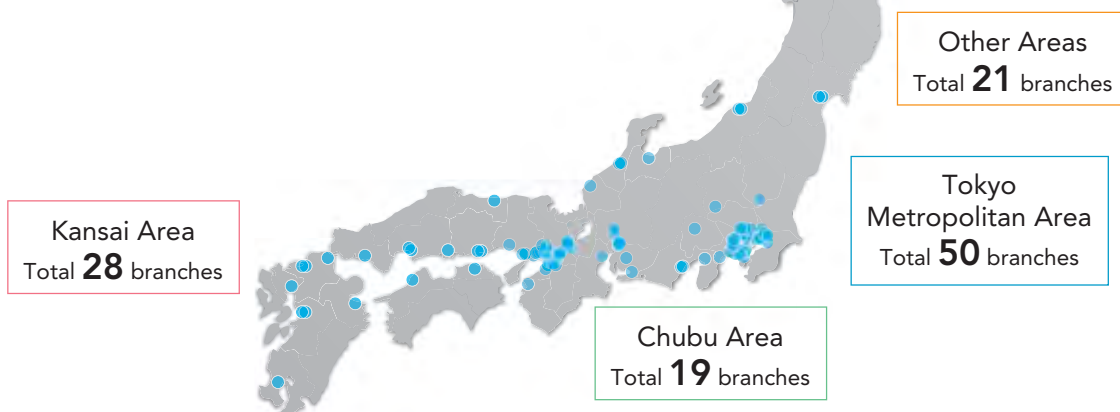 Other Areas
Total 21 branches
Tokyo
Metropolitan Area
Total 50 branches
Kansai Area
Total 28 branches
Chubu Area
Total 19 branches